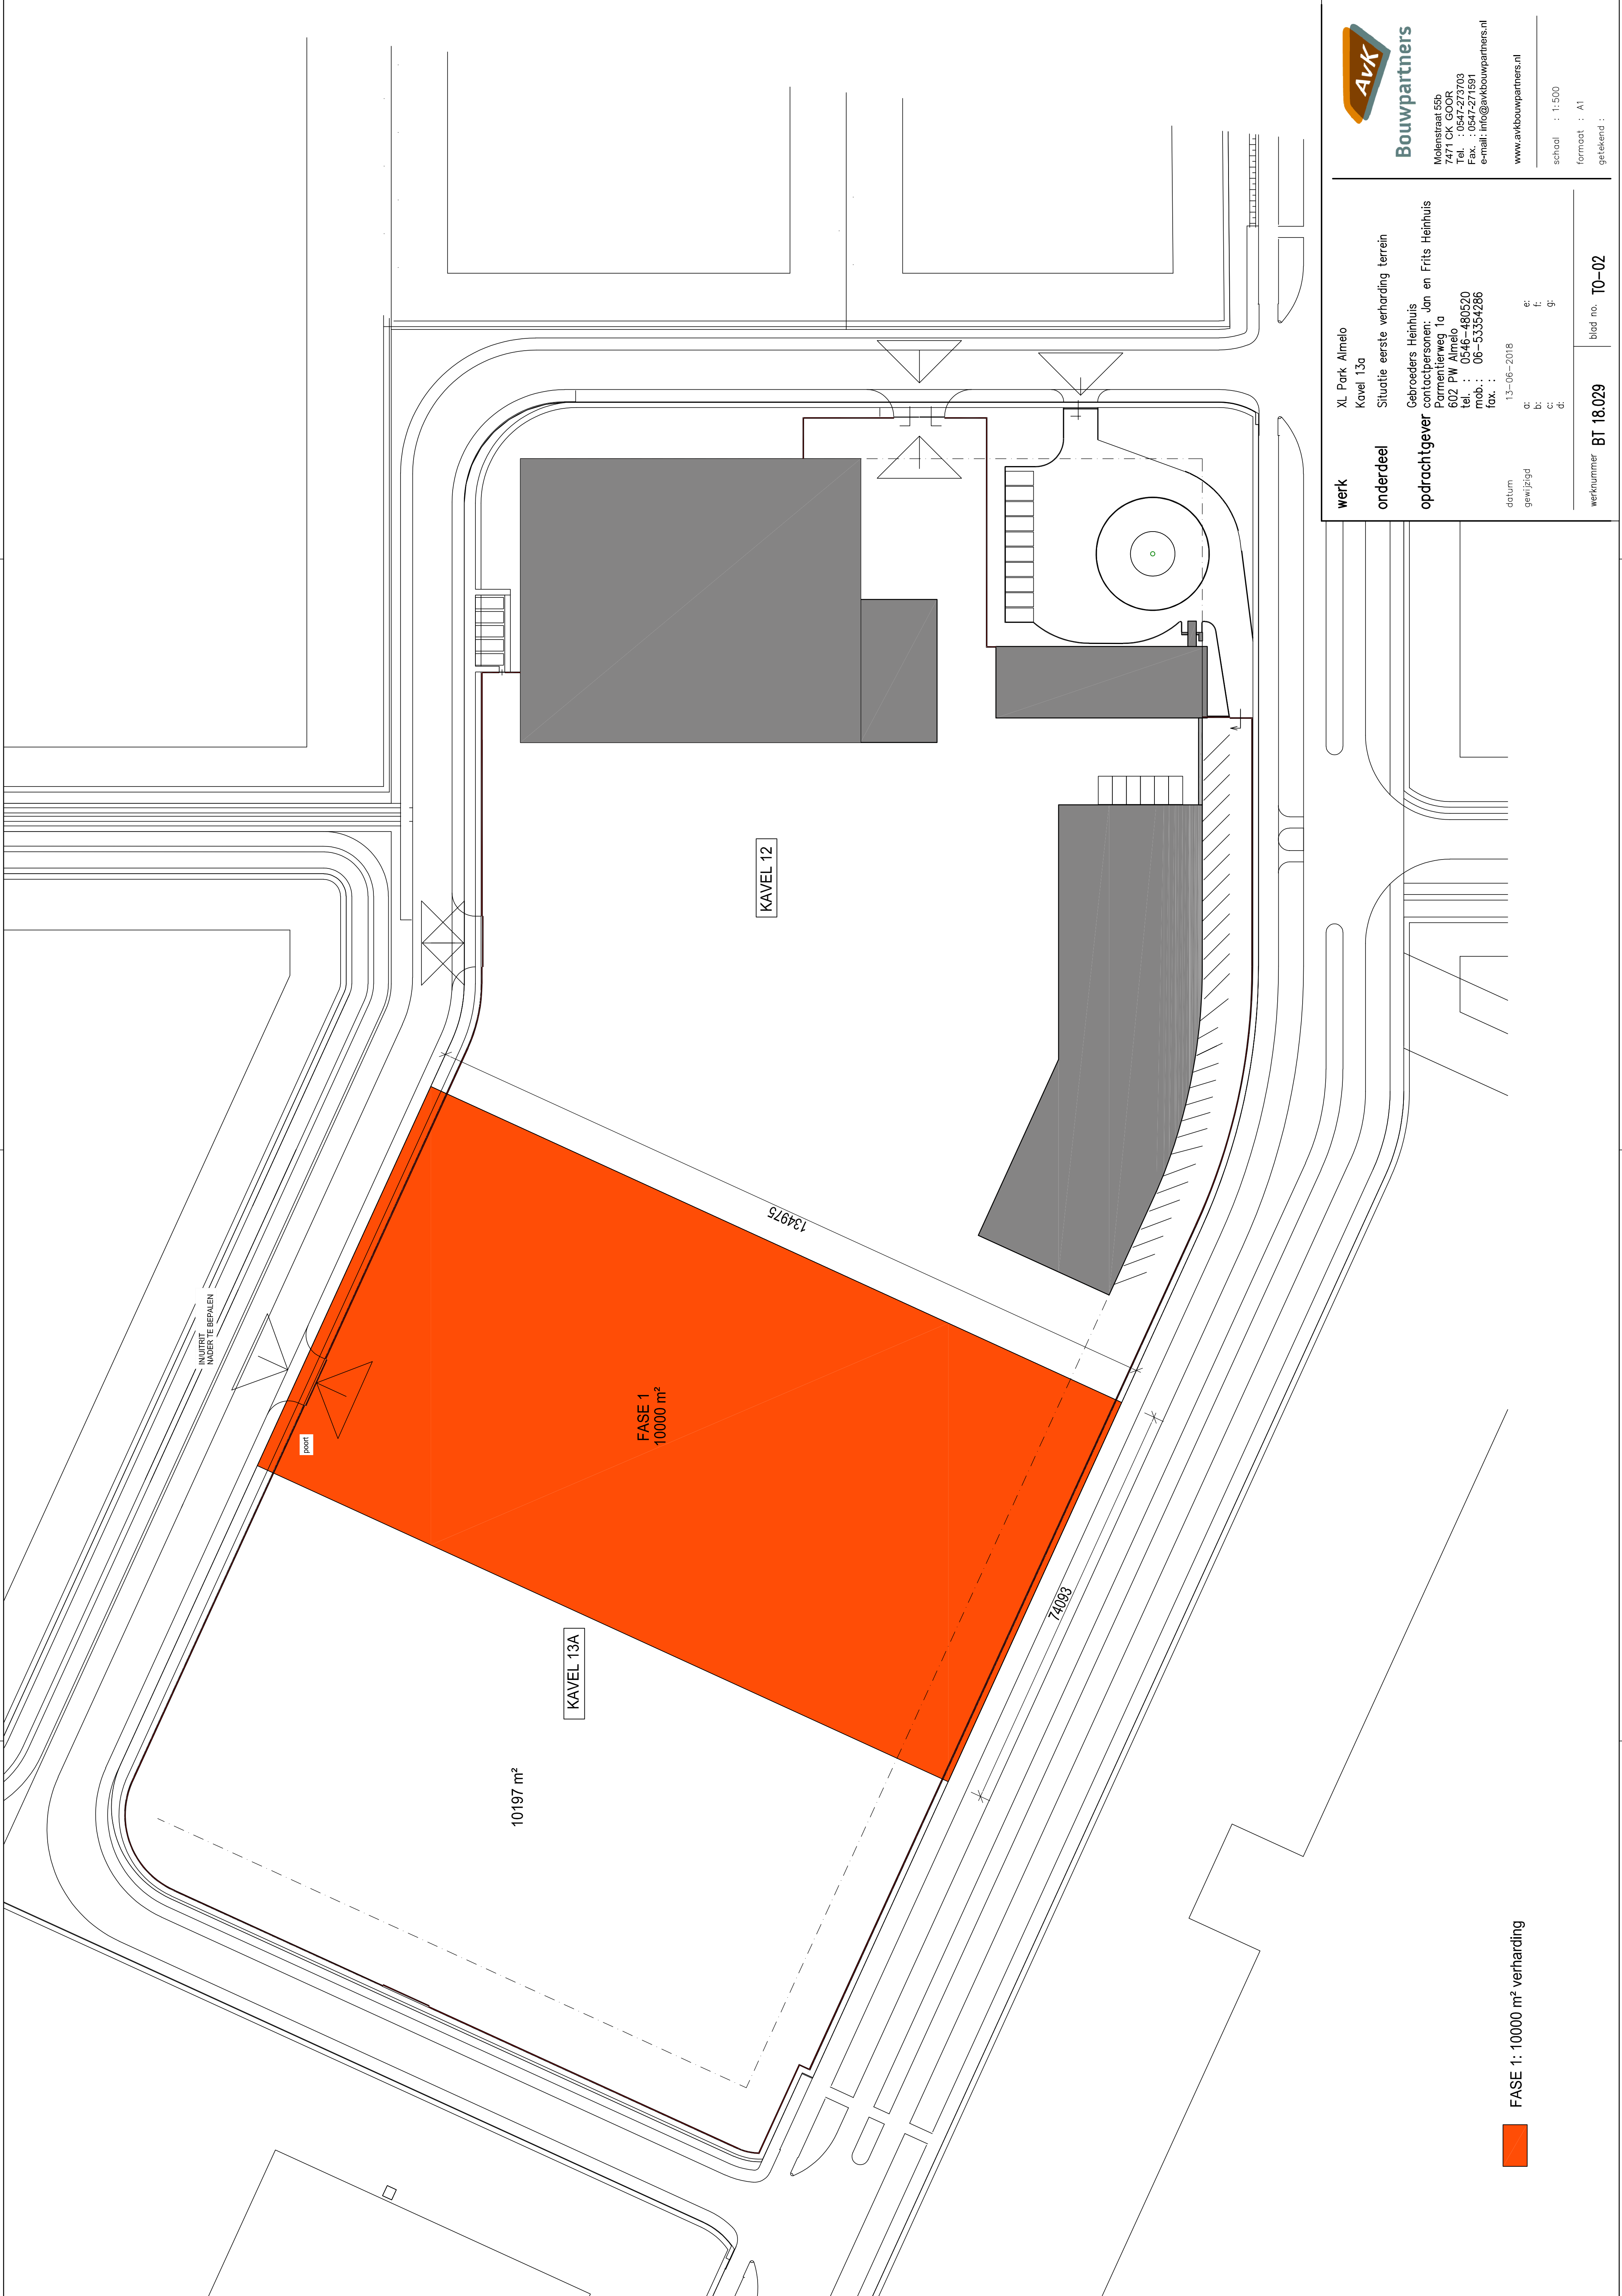 IN/UITRIT
NADER TE BEPALEN
poort
KAVEL 12
134975
FASE 1
10000 m²
74093
KAVEL 13A
10197 m²
FASE 1: 10000 m² verharding
AvK
Bouwpartners
Molenstraat 55b
7471 CK GOOR
Tel. : 0547-273703
Fax. : 0547-271591
e-mail: info@avkbouwpartners.nl
www.avkbouwpartners.nl
schaal : 1:500
formaat : A1
getekend :
werk XL Park Almelo
Kavel 13a
onderdeel Situatie eerste verharding terrein
Gebroeders Heinhuis
opdrachtgever contactpersonen: Jan en Frits Heinhuis
Parmentierweg 1a
602 PW Almelo
tel. : 0546-480520
mob.: 06-53354286
fax. :
datum 13-06-2018
gewijzigd a: e:
b: f:
c: g:
d:
werknummer BT 18.029 blad no. TO-02